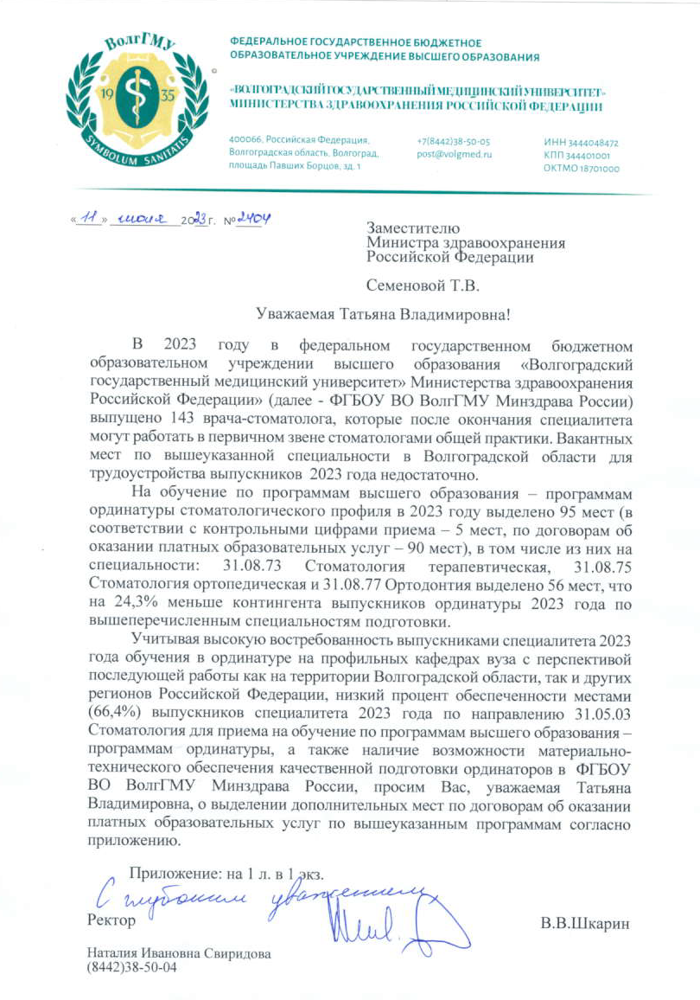 ВолгГМУ
1935
SYMBOLUM SANITATIS
ФЕДЕРАЛЬНОЕ ГОСУДАРСТВЕННОЕ БЮДЖЕТНОЕ
ОБРАЗОВАТЕЛЬНОЕ УЧРЕЖДЕНИЕ ВЫСШЕГО ОБРАЗОВАНИЯ
«ВОЛГОГРАДСКИЙ ГОСУДАРСТВЕННЫЙ МЕДИЦИНСКИЙ УНИВЕРСИТЕТ»
МИНИСТЕРСТВА ЗДРАВООХРАНЕНИЯ РОССИЙСКОЙ ФЕДЕРАЦИИ
400066, Российская Федерация,
Волгоградская область, Волгоград,
площадь Павших Борцов, зд. 1
+7(8442)38-50-05
post@volgmed.ru
ИНН 3444048472
КПП 344401001
ОКТМО 18701000
«11» июля 2023 г. № 2404
Заместителю
Министра здравоохранения
Российской Федерации
Семеновой Т.В.
Уважаемая Татьяна Владимировна!
В 2023 году в федеральном государственном бюджетном
образовательном учреждении высшего образования «Волгоградский
государственный медицинский университет» Министерства здравоохранения
Российской Федерации» (далее - ФГБОУ ВО ВолгГМУ Минздрава России)
выпущено 143 врача-стоматолога, которые после окончания специалитета
могут работать в первичном звене стоматологами общей практики. Вакантных
мест по вышеуказанной специальности в Волгоградской области для
трудоустройства выпускников 2023 года недостаточно.
На обучение по программам высшего образования – программам
ординатуры стоматологического профиля в 2023 году выделено 95 мест (в
соответствии с контрольными цифрами приема – 5 мест, по договорам об
оказании платных образовательных услуг – 90 мест), в том числе из них на
специальности: 31.08.73 Стоматология терапевтическая, 31.08.75
Стоматология ортопедическая и 31.08.77 Ортодонтия выделено 56 мест, что
на 24,3% меньше контингента выпускников ординатуры 2023 года по
вышеперечисленным специальностям подготовки.
Учитывая высокую востребованность выпускниками специалитета 2023
года обучения в ординатуре на профильных кафедрах вуза с перспективой
последующей работы как на территории Волгоградской области, так и других
регионов Российской Федерации, низкий процент обеспеченности местами
(66,4%) выпускников специалитета 2023 года по направлению 31.05.03
Стоматология для приема на обучение по программам высшего образования –
программам ординатуры, а также наличие возможности материально-
технического обеспечения качественной подготовки ординаторов в ФГБОУ
ВО ВолгГМУ Минздрава России, просим Вас, уважаемая Татьяна
Владимировна, о выделении дополнительных мест по договорам об оказании
платных образовательных услуг по вышеуказанным программам согласно
приложению.
Приложение: на 1 л. в 1 экз.
С глубоким уважением,
Ректор
В.В.Шкарин
Наталия Ивановна Свиридова
(8442)38-50-04